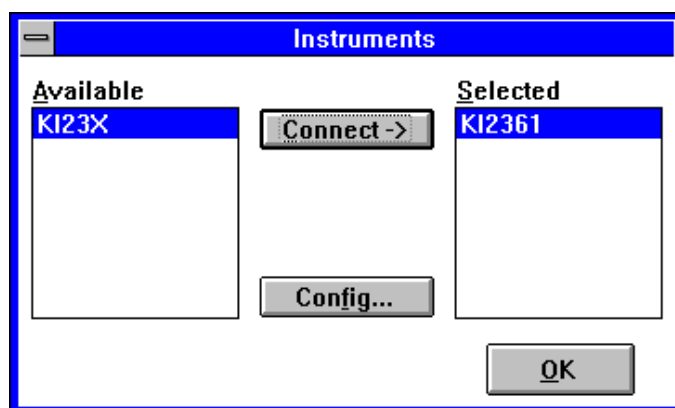 Instruments
Available
Selected
KI23X
KI2361
Connect ->
Config...
OK